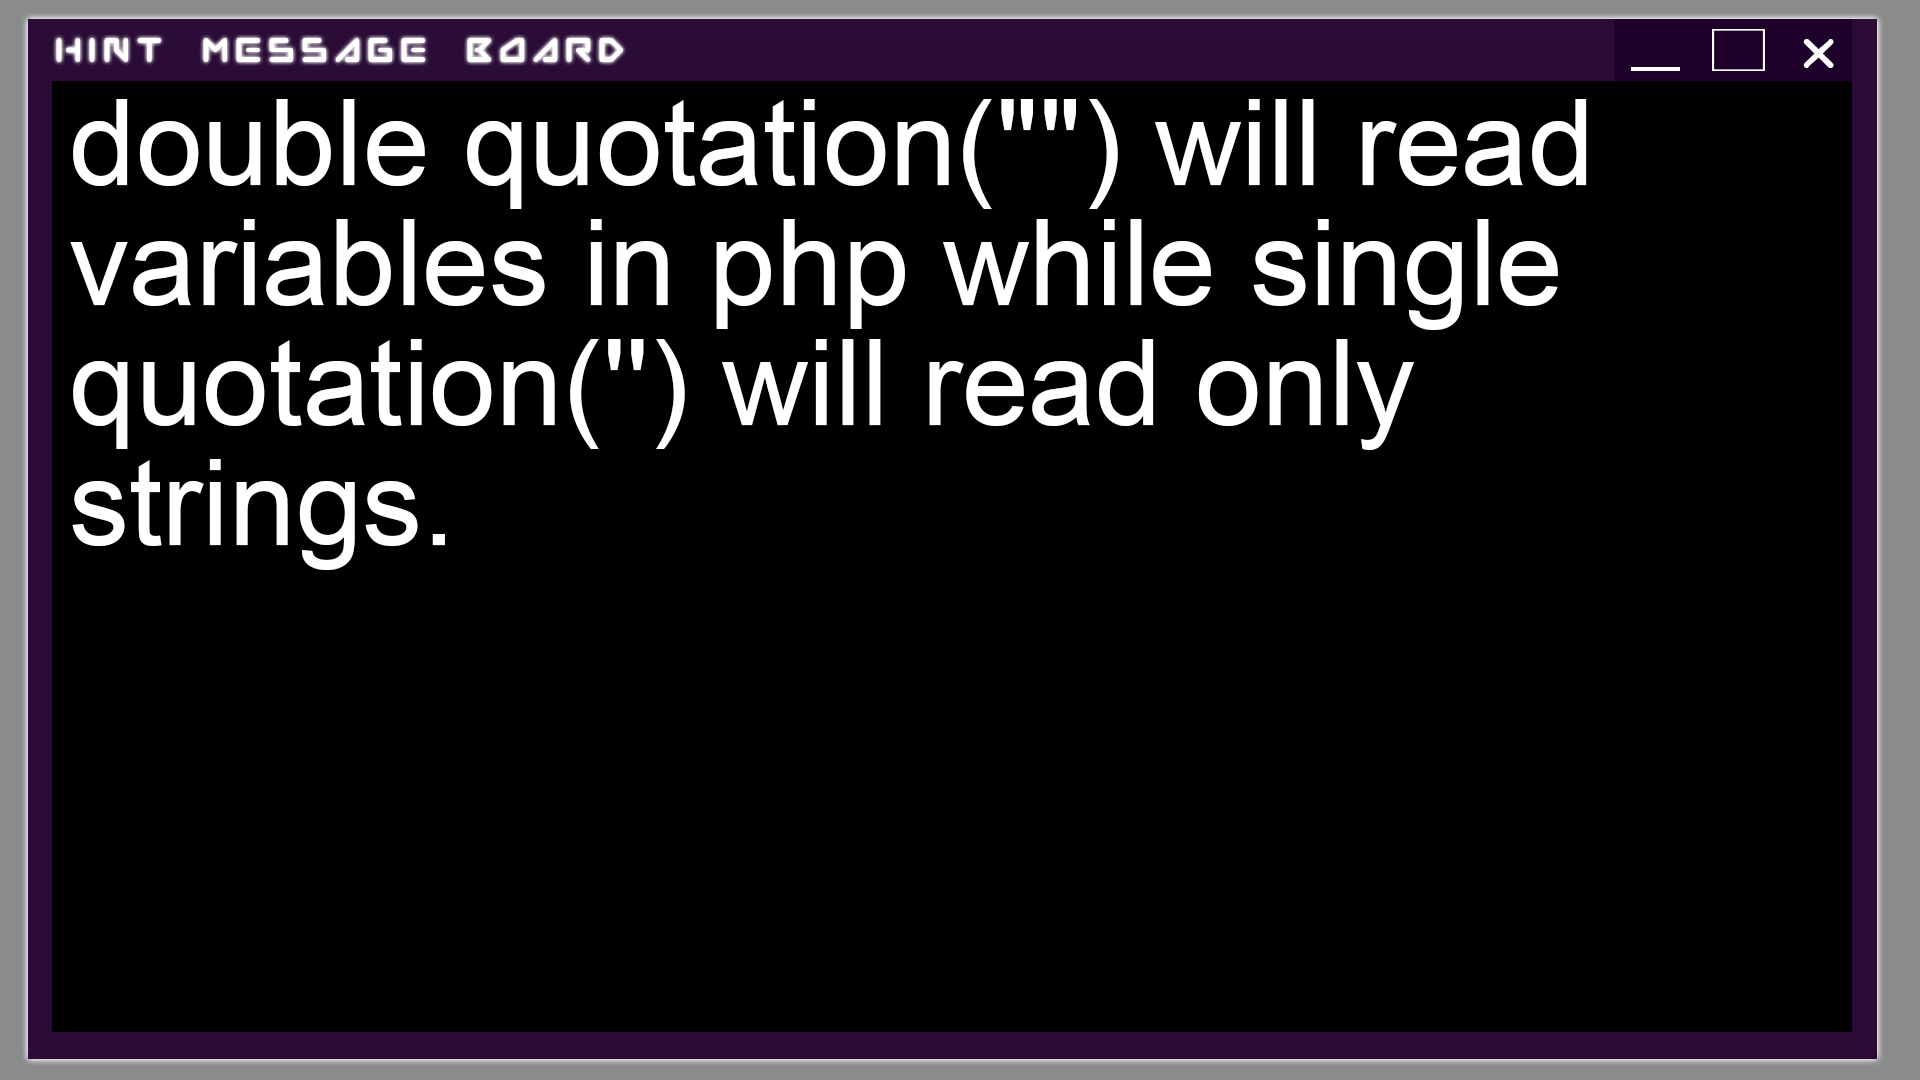 HINT MESSAGE BOARD
double quotation("") will read
variables in php while single
quotation('') will read only
strings.